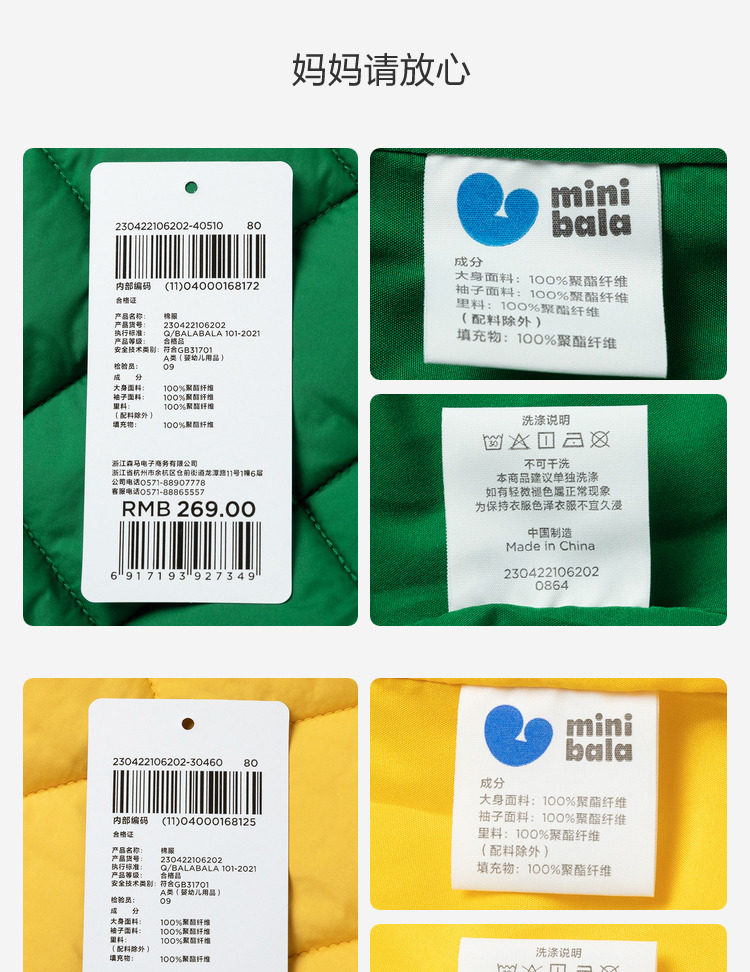 妈妈请放心
230422106202-40510 80
内部编码 (11)04000168172
合格证
产品名称: 棉服
产品货号: 230422106202
执行标准: Q/BALABALA 101-2021
产品等级: 合格品
安全技术类别: 符合GB31701
A类 (婴幼儿用品)
检验员: 09
成 分
大身面料: 100%聚酯纤维
袖子面料: 100%聚酯纤维
里料: 100%聚酯纤维
(配料除外)
填充物: 100%聚酯纤维
浙江森马电子商务有限公司
浙江省杭州市余杭区仓前街道龙潭路11号1幢6层
公司电话0571-88907778
客服电话0571-88865557
RMB 269.00
6 917193 927349
mini
bala
成分
大身面料: 100%聚酯纤维
袖子面料: 100%聚酯纤维
里料: 100%聚酯纤维
(配料除外)
填充物: 100%聚酯纤维
洗涤说明
30
不可干洗
本商品建议单独洗涤
如有轻微褪色属正常现象
为保持衣服色泽衣服不宜久浸
中国制造
Made in China
230422106202
0864
230422106202-30460 80
内部编码 (11)04000168125
合格证
产品名称: 棉服
产品货号: 230422106202
执行标准: Q/BALABALA 101-2021
产品等级: 合格品
安全技术类别: 符合GB31701
A类 (婴幼儿用品)
检验员: 09
成 分
大身面料: 100%聚酯纤维
袖子面料: 100%聚酯纤维
里料: 100%聚酯纤维
(配料除外)
填充物: 100%聚酯纤维
mini
bala
成分
大身面料: 100%聚酯纤维
袖子面料: 100%聚酯纤维
里料: 100%聚酯纤维
(配料除外)
填充物: 100%聚酯纤维
洗涤说明